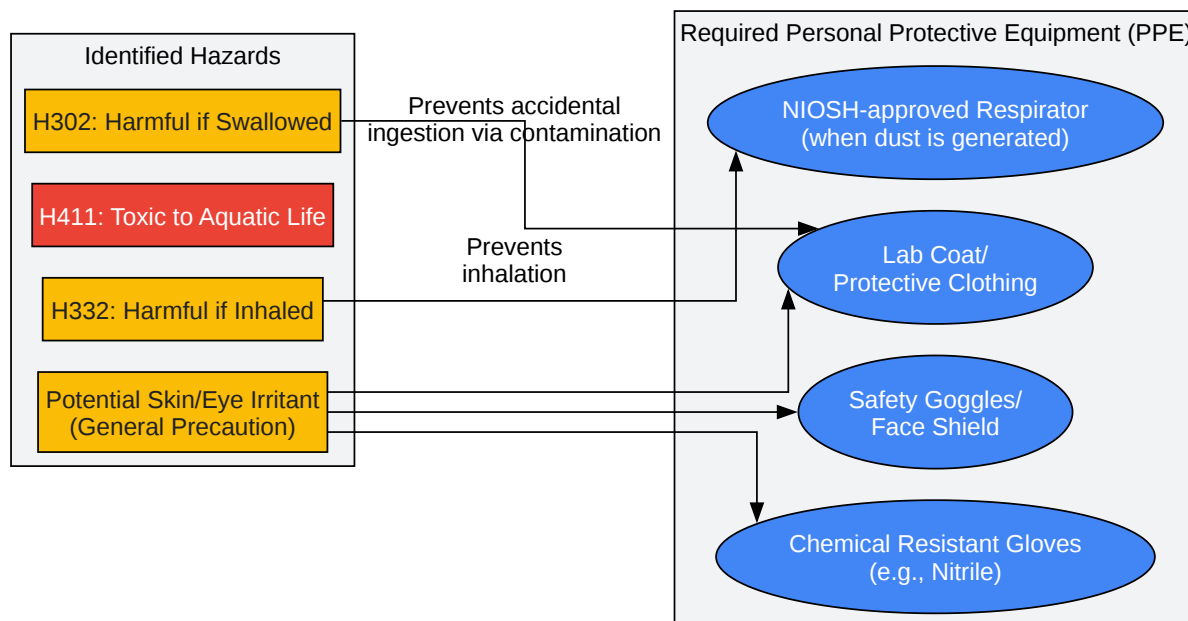 Identified Hazards
H302: Harmful if Swallowed
H411: Toxic to Aquatic Life
H332: Harmful if Inhaled
Potential Skin/Eye Irritant
(General Precaution)
Prevents accidental
ingestion via contamination
Prevents
inhalation
Required Personal Protective Equipment (PPE)
NIOSH-approved Respirator
(when dust is generated)
Lab Coat/
Protective Clothing
Safety Goggles/
Face Shield
Chemical Resistant Gloves
(e.g., Nitrile)